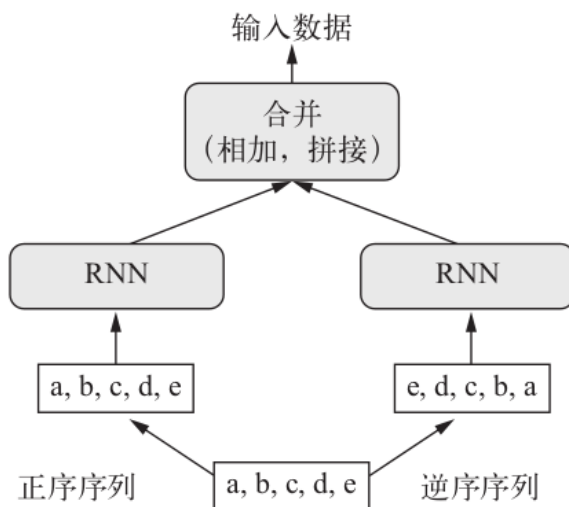 输入数据
合并
（相加，拼接）
RNN
RNN
a, b, c, d, e
e, d, c, b, a
正序序列
a, b, c, d, e
逆序序列